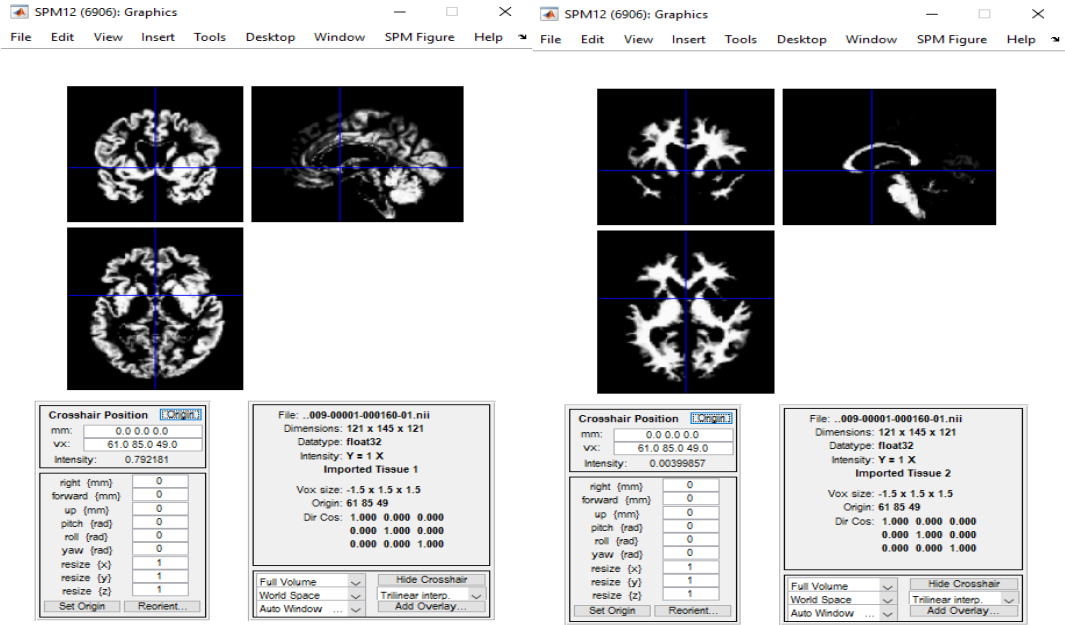 SPM12 (6906): Graphics
File Edit View Insert Tools Desktop Window SPM Figure Help
Crosshair Position Origin
mm: 0.0 0.0 0.0
vx: 61.0 85.0 49.0
Intensity: 0.792181
right {mm} 0
forward {mm} 0
up {mm} 0
pitch {rad} 0
roll {rad} 0
yaw {rad} 0
resize {x} 1
resize {y} 1
resize {z} 1
Set Origin Reorient...
File: ..009-00001-000160-01.nii
Dimensions: 121 x 145 x 121
Datatype: float32
Intensity: Y = 1 X
Imported Tissue 1
Vox size: -1.5 x 1.5 x 1.5
Origin: 61 85 49
Dir Cos: 1.000 0.000 0.000
0.000 1.000 0.000
0.000 0.000 1.000
Full Volume Hide Crosshair
World Space Trilinear interp.
Auto Window ... Add Overlay...
SPM12 (6906): Graphics
File Edit View Insert Tools Desktop Window SPM Figure Help
Crosshair Position Origin
mm: 0.0 0.0 0.0
vx: 61.0 85.0 49.0
Intensity: 0.00399857
right {mm} 0
forward {mm} 0
up {mm} 0
pitch {rad} 0
roll {rad} 0
yaw {rad} 0
resize {x} 1
resize {y} 1
resize {z} 1
Set Origin Reorient...
File: ..009-00001-000160-01.nii
Dimensions: 121 x 145 x 121
Datatype: float32
Intensity: Y = 1 X
Imported Tissue 2
Vox size: -1.5 x 1.5 x 1.5
Origin: 61 85 49
Dir Cos: 1.000 0.000 0.000
0.000 1.000 0.000
0.000 0.000 1.000
Full Volume Hide Crosshair
World Space Trilinear interp.
Auto Window ... Add Overlay...